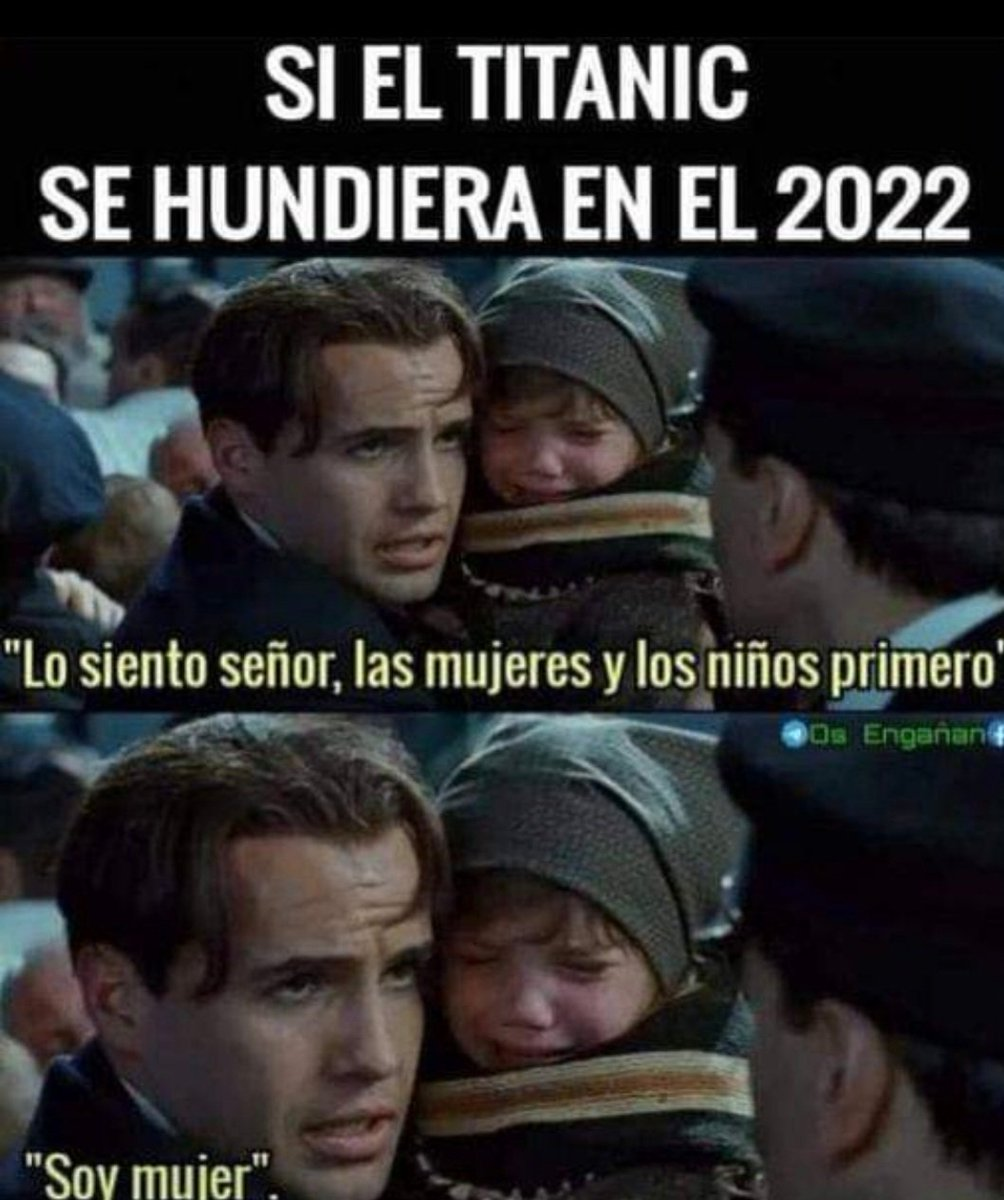 SI EL TITANIC
SE HUNDIERA EN EL 2022
"Lo siento señor, las mujeres y los niños primero"
Os Engañan
"Soy mujer".